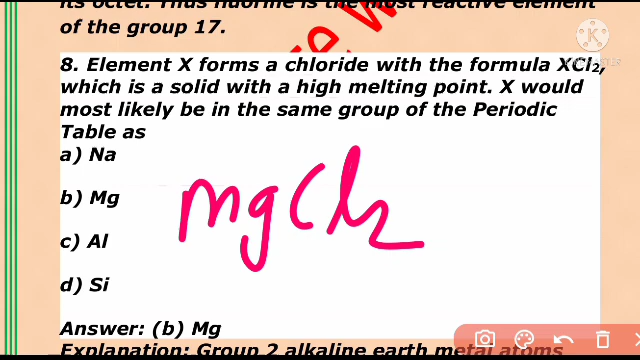 its octet. Thus fluorine is the most reactive element
of the group 17.
8. Element X forms a chloride with the formula XCl₂,
which is a solid with a high melting point. X would
most likely be in the same group of the Periodic
Table as
a) Na
b) Mg
mgCl2
c) Al
d) Si
Answer: (b) Mg
Explanation: Group 2 alkaline earth metal atoms